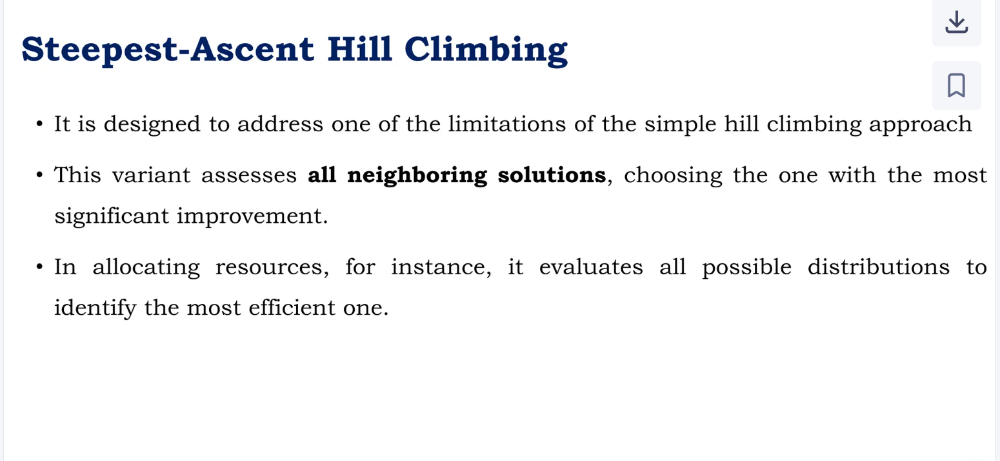 Steepest-Ascent Hill Climbing
• It is designed to address one of the limitations of the simple hill climbing approach
• This variant assesses all neighboring solutions, choosing the one with the most
significant improvement.
• In allocating resources, for instance, it evaluates all possible distributions to
identify the most efficient one.